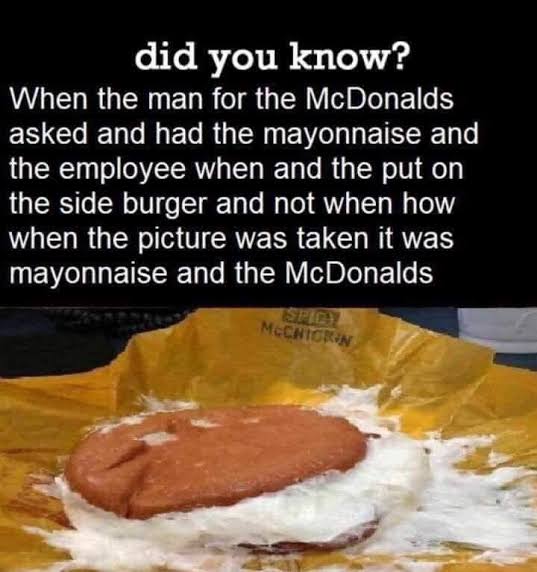 did you know?
When the man for the McDonalds
asked and had the mayonnaise and
the employee when and the put on
the side burger and not when how
when the picture was taken it was
mayonnaise and the McDonalds
SPICY
McCHICKEN